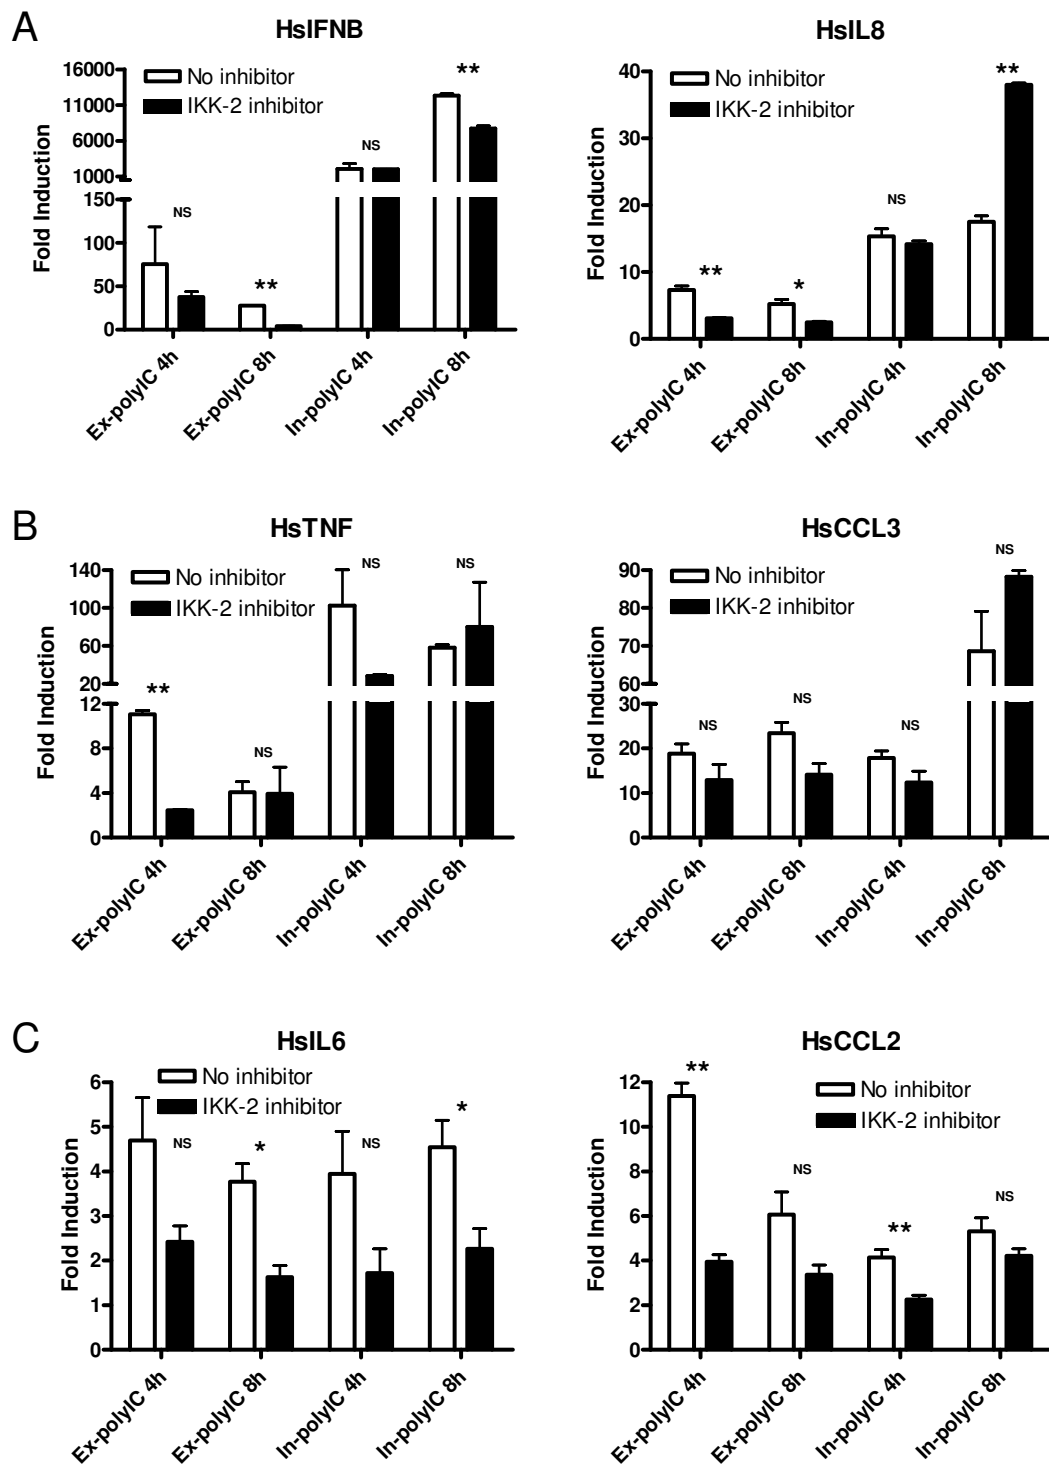 A
HsIFNB
No inhibitor
IKK-2 inhibitor
Fold Induction
16000
11000
6000
1000
150
100
50
0
NS
**
NS
**
Ex-polyIC 4h
Ex-polyIC 8h
In-polyIC 4h
In-polyIC 8h
HsIL8
No inhibitor
IKK-2 inhibitor
Fold Induction
40
30
20
10
0
**
*
NS
**
Ex-polyIC 4h
Ex-polyIC 8h
In-polyIC 4h
In-polyIC 8h
B
HsTNF
No inhibitor
IKK-2 inhibitor
Fold Induction
140
100
60
20
12
8
4
0
**
NS
NS
NS
Ex-polyIC 4h
Ex-polyIC 8h
In-polyIC 4h
In-polyIC 8h
HsCCL3
No inhibitor
IKK-2 inhibitor
Fold Induction
90
80
70
60
30
20
10
0
NS
NS
NS
NS
Ex-polyIC 4h
Ex-polyIC 8h
In-polyIC 4h
In-polyIC 8h
C
HsIL6
No inhibitor
IKK-2 inhibitor
Fold Induction
6
5
4
3
2
1
0
NS
*
NS
*
Ex-polyIC 4h
Ex-polyIC 8h
In-polyIC 4h
In-polyIC 8h
HsCCL2
No inhibitor
IKK-2 inhibitor
Fold Induction
12
10
8
6
4
2
0
**
NS
**
NS
Ex-polyIC 4h
Ex-polyIC 8h
In-polyIC 4h
In-polyIC 8h